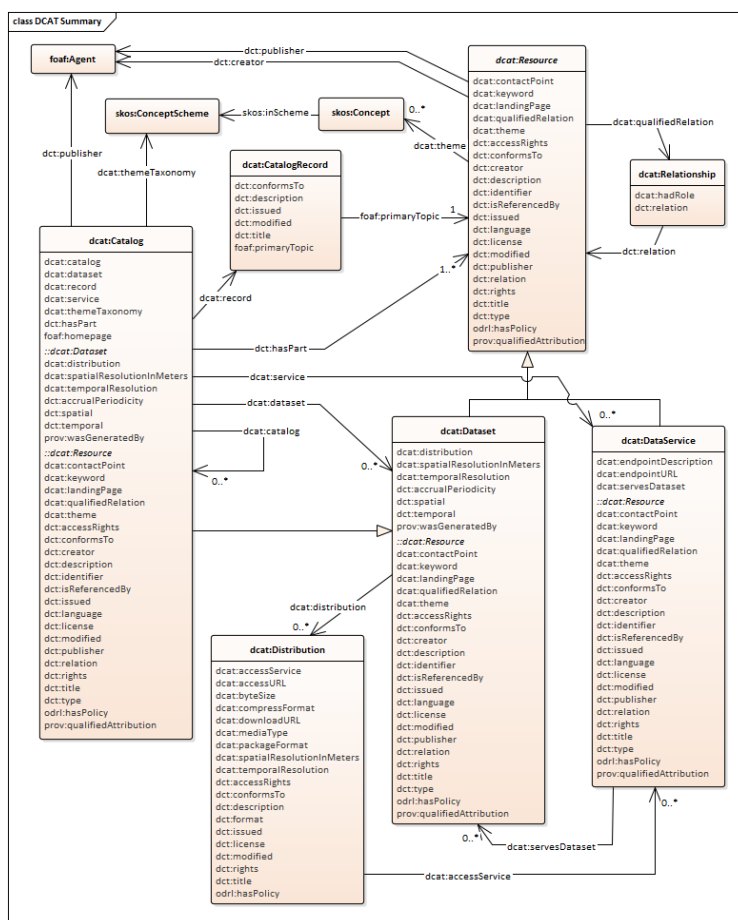 class DCAT Summary
foaf:Agent
dct:publisher
dct:creator
dcat:Resource
dcat:contactPoint
dcat:keyword
dcat:landingPage
dcat:qualifiedRelation
dcat:theme
dct:accessRights
dct:conformsTo
dct:creator
dct:description
dct:identifier
dct:isReferencedBy
dct:issued
dct:language
dct:license
dct:modified
dct:publisher
dct:relation
dct:rights
dct:title
dct:type
odrl:hasPolicy
prov:qualifiedAttribution
skos:ConceptScheme
skos:inScheme
skos:Concept
0..*
dcat:theme
dcat:qualifiedRelation
dcat:Relationship
dcat:hadRole
dct:relation
dct:relation
dct:publisher
dcat:themeTaxonomy
dcat:CatalogRecord
dct:conformsTo
dct:description
dct:issued
dct:modified
dct:title
foaf:primaryTopic
foaf:primaryTopic
1
dcat:record
1..*
dct:hasPart
dcat:Catalog
dcat:catalog
dcat:dataset
dcat:record
dcat:service
dcat:themeTaxonomy
dct:hasPart
foaf:homepage
::dcat:Dataset
dcat:distribution
dcat:spatialResolutionInMeters
dcat:temporalResolution
dct:accrualPeriodicity
dct:spatial
dct:temporal
prov:wasGeneratedBy
::dcat:Resource
dcat:contactPoint
dcat:keyword
dcat:landingPage
dcat:qualifiedRelation
dcat:theme
dct:accessRights
dct:conformsTo
dct:creator
dct:description
dct:identifier
dct:isReferencedBy
dct:issued
dct:language
dct:license
dct:modified
dct:publisher
dct:relation
dct:rights
dct:title
dct:type
odrl:hasPolicy
prov:qualifiedAttribution
dcat:service
0..*
dcat:dataset
0..*
dcat:catalog
0..*
dcat:Dataset
dcat:distribution
dcat:spatialResolutionInMeters
dcat:temporalResolution
dct:accrualPeriodicity
dct:spatial
dct:temporal
prov:wasGeneratedBy
::dcat:Resource
dcat:contactPoint
dcat:keyword
dcat:landingPage
dcat:qualifiedRelation
dcat:theme
dct:accessRights
dct:conformsTo
dct:creator
dct:description
dct:identifier
dct:isReferencedBy
dct:issued
dct:language
dct:license
dct:modified
dct:publisher
dct:relation
dct:rights
dct:title
dct:type
odrl:hasPolicy
prov:qualifiedAttribution
dcat:DataService
dcat:endpointDescription
dcat:endpointURL
dcat:servesDataset
::dcat:Resource
dcat:contactPoint
dcat:keyword
dcat:landingPage
dcat:qualifiedRelation
dcat:theme
dct:accessRights
dct:conformsTo
dct:creator
dct:description
dct:identifier
dct:isReferencedBy
dct:issued
dct:language
dct:license
dct:modified
dct:publisher
dct:relation
dct:rights
dct:title
dct:type
odrl:hasPolicy
prov:qualifiedAttribution
dcat:distribution
0..*
dcat:Distribution
dcat:accessService
dcat:accessURL
dcat:byteSize
dcat:compressFormat
dcat:downloadURL
dcat:mediaType
dcat:packageFormat
dcat:spatialResolutionInMeters
dcat:temporalResolution
dct:accessRights
dct:conformsTo
dct:description
dct:format
dct:issued
dct:license
dct:modified
dct:rights
dct:title
odrl:hasPolicy
0..*
dcat:servesDataset
0..*
dcat:accessService